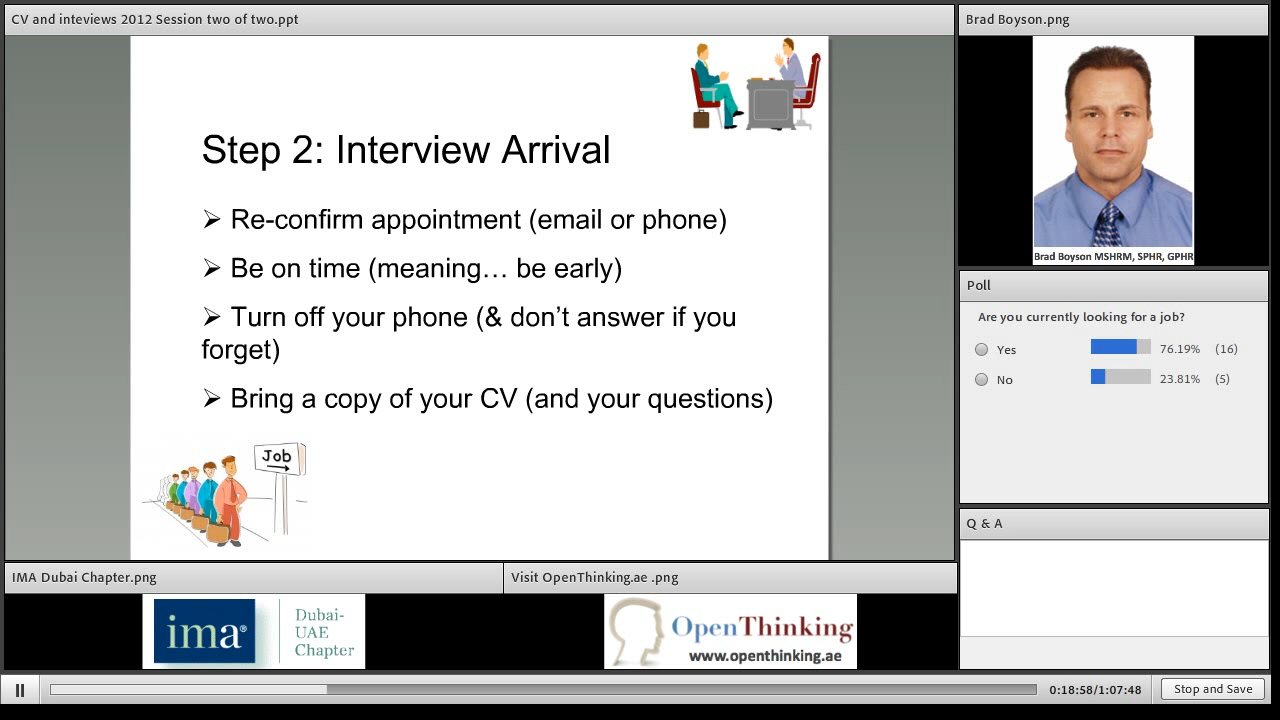 CV and inteviews 2012 Session two of two.ppt
Step 2: Interview Arrival
➢ Re-confirm appointment (email or phone)
➢ Be on time (meaning… be early)
➢ Turn off your phone (& don’t answer if you
forget)
➢ Bring a copy of your CV (and your questions)
Job
Brad Boyson.png
Brad Boyson MSHRM, SPHR, GPHR
Poll
Are you currently looking for a job?
Yes 76.19% (16)
No 23.81% (5)
Q & A
IMA Dubai Chapter.png
ima®
Dubai-
UAE
Chapter
Visit OpenThinking.ae .png
OpenThinking
www.openthinking.ae
0:18:58/1:07:48
Stop and Save